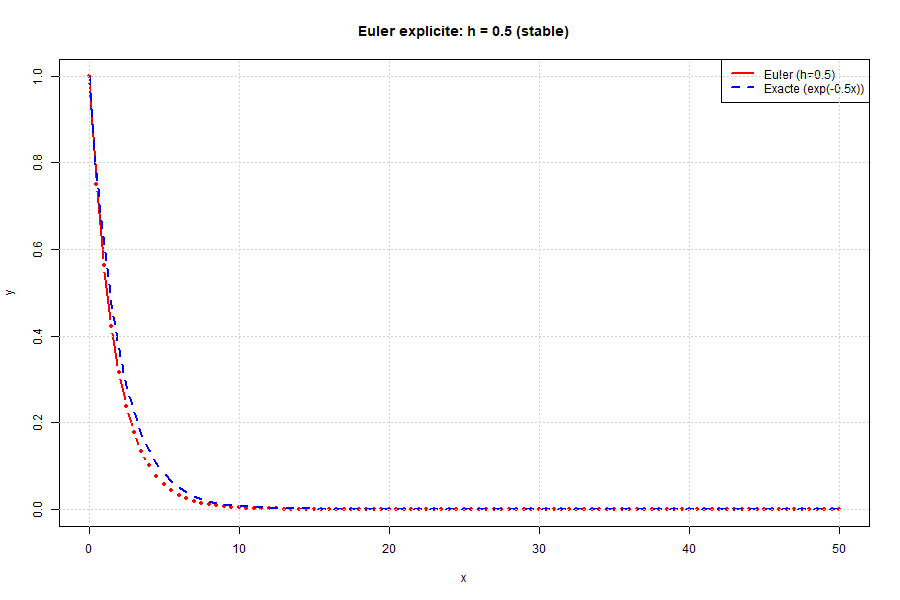 Euler explicite: h = 0.5 (stable)
Euler (h=0.5)
Exacte (exp(-0.5x))
1.0
0.8
0.6
0.4
0.2
0.0
y
0 10 20 30 40 50
x